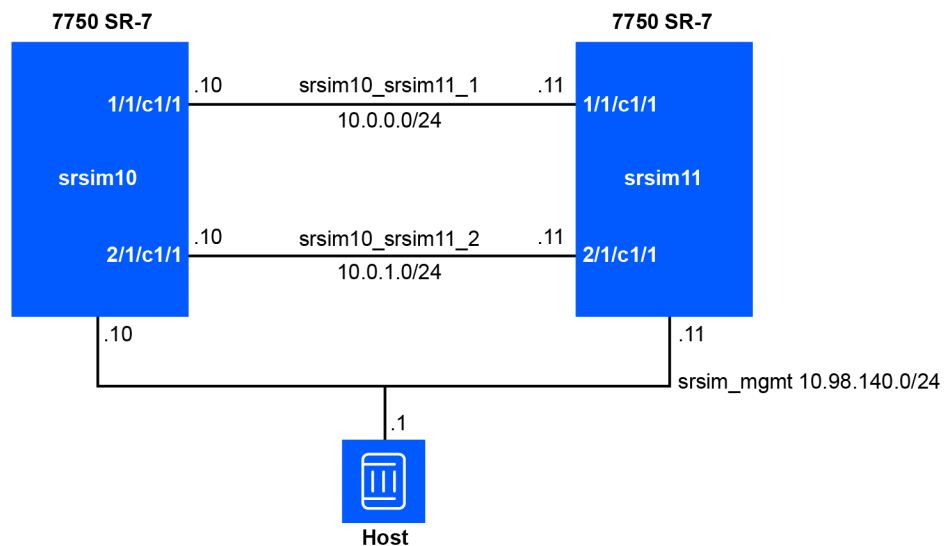 7750 SR-7
7750 SR-7
.10
srsim10_srsim11_1
.11
1/1/c1/1
1/1/c1/1
10.0.0.0/24
srsim10
srsim11
.10
srsim10_srsim11_2
.11
2/1/c1/1
2/1/c1/1
10.0.1.0/24
.10
.11
srsim_mgmt 10.98.140.0/24
.1
Host